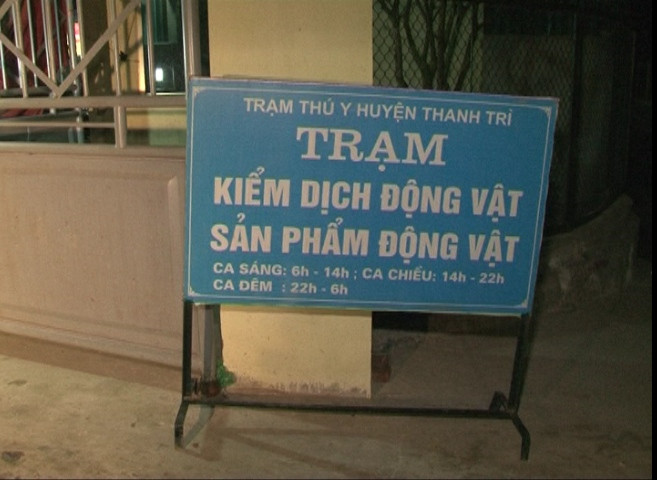 TRẠM THÚ Y HUYỆN THANH TRÌ
TRẠM
KIỂM DỊCH ĐỘNG VẬT
SẢN PHẨM ĐỘNG VẬT
CA SÁNG: 6h - 14h ; CA CHIỀU: 14h - 22h
CA ĐÊM : 22h - 6h